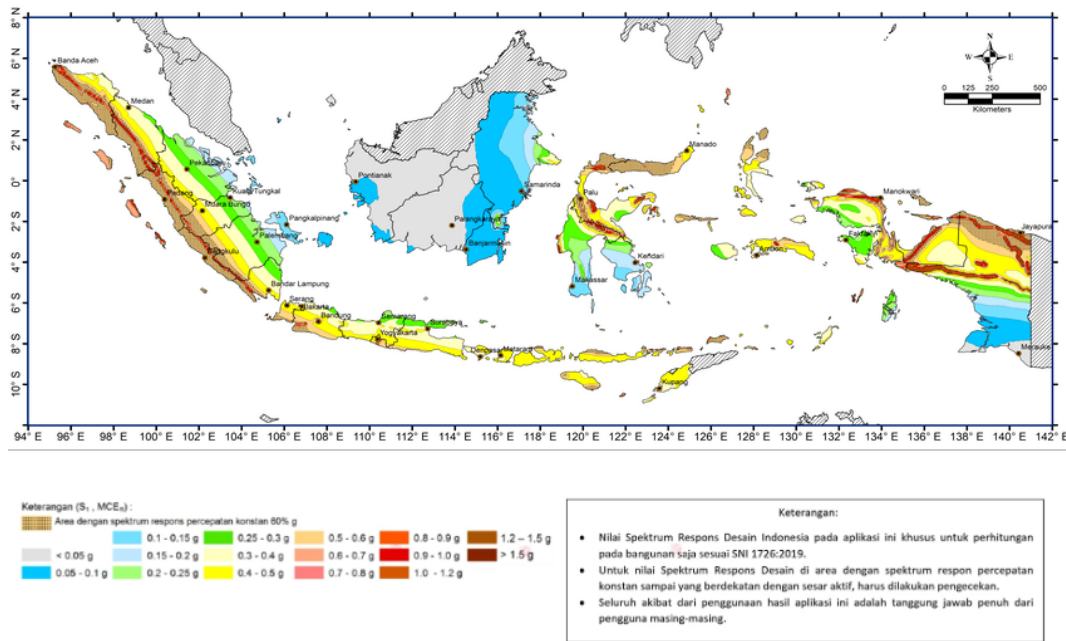 8° N
6° N
4° N
2° N
0°
2° S
4° S
6° S
8° S
10° S
94° E 96° E 98° E 100° E 102° E 104° E 106° E 108° E 110° E 112° E 114° E 116° E 118° E 120° E 122° E 124° E 126° E 128° E 130° E 132° E 134° E 136° E 138° E 140° E 142° E
N
W E
S
0 125 250 500
Kilometers
Banda Aceh
Medan
Pekanbaru
Kuala Tungkal
Padang
Muara Bungo
Pangkalpinang
Palembang
Bengkulu
Bandar Lampung
Serang
Jakarta
Bandung
Semarang
Surabaya
Yogyakarta
Denpasar
Mataram
Kupang
Pontianak
Palangkaraya
Banjarmasin
Samarinda
Palu
Manado
Makassar
Kendari
Ambon
Fakfak
Manokwari
Jayapura
Merauke
Keterangan (S₁ , MCEᵣ) :
Area dengan spektrum respons percepatan konstan 60% g
0.1 - 0.15 g 0.25 - 0.3 g 0.5 - 0.6 g 0.8 - 0.9 g 1.2 – 1.5 g
< 0.05 g 0.15 - 0.2 g 0.3 - 0.4 g 0.6 - 0.7 g 0.9 - 1.0 g > 1.5 g
0.05 - 0.1 g 0.2 - 0.25 g 0.4 - 0.5 g 0.7 - 0.8 g 1.0 - 1.2 g
Keterangan:
• Nilai Spektrum Respons Desain Indonesia pada aplikasi ini khusus untuk perhitungan
pada bangunan saja sesuai SNI 1726:2019.
• Untuk nilai Spektrum Respons Desain di area dengan spektrum respon percepatan
konstan sampai yang berdekatan dengan sesar aktif, harus dilakukan pengecekan.
• Seluruh akibat dari penggunaan hasil aplikasi ini adalah tanggung jawab penuh dari
pengguna masing-masing.